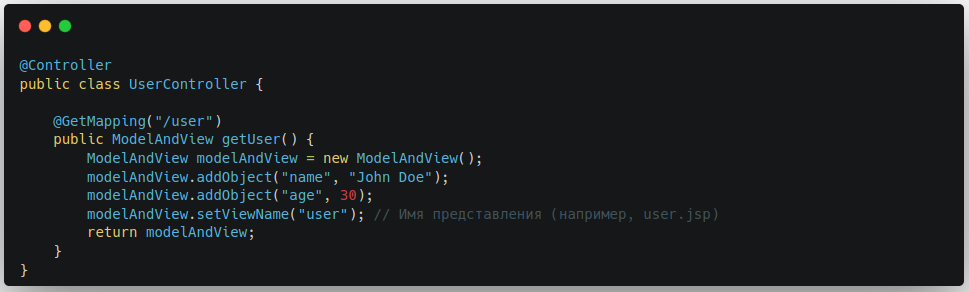 @Controller
public class UserController {
@GetMapping("/user")
public ModelAndView getUser() {
ModelAndView modelAndView = new ModelAndView();
modelAndView.addObject("name", "John Doe");
modelAndView.addObject("age", 30);
modelAndView.setViewName("user"); // Имя представления (например, user.jsp)
return modelAndView;
}
}